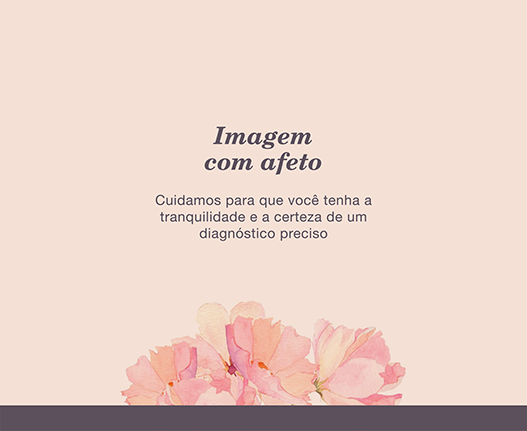 Imagem
com afeto
Cuidamos para que você tenha a
tranquilidade e a certeza de um
diagnóstico preciso